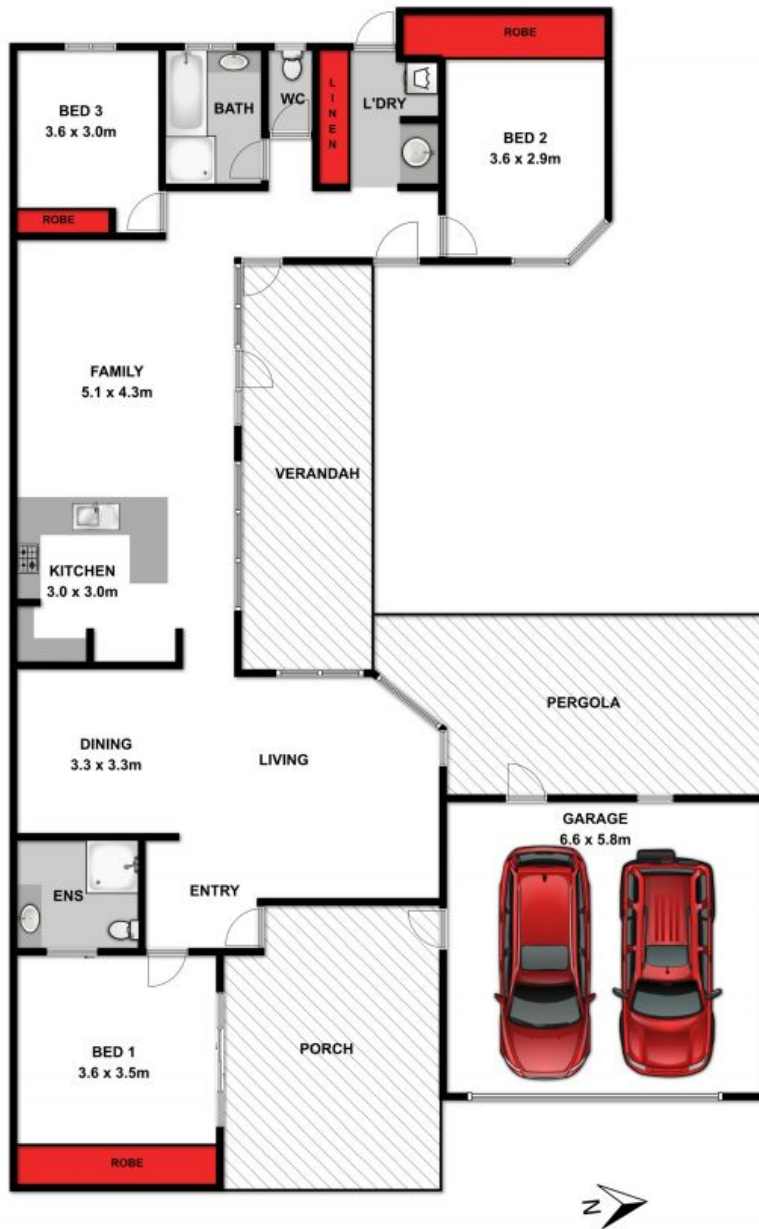 ROBE
BED 3
3.6 x 3.0m
BATH
WC
LINEN
L'DRY
BED 2
3.6 x 2.9m
ROBE
FAMILY
5.1 x 4.3m
VERANDAH
KITCHEN
3.0 x 3.0m
PERGOLA
DINING
3.3 x 3.3m
LIVING
GARAGE
6.6 x 5.8m
ENS
ENTRY
BED 1
3.6 x 3.5m
PORCH
ROBE
N